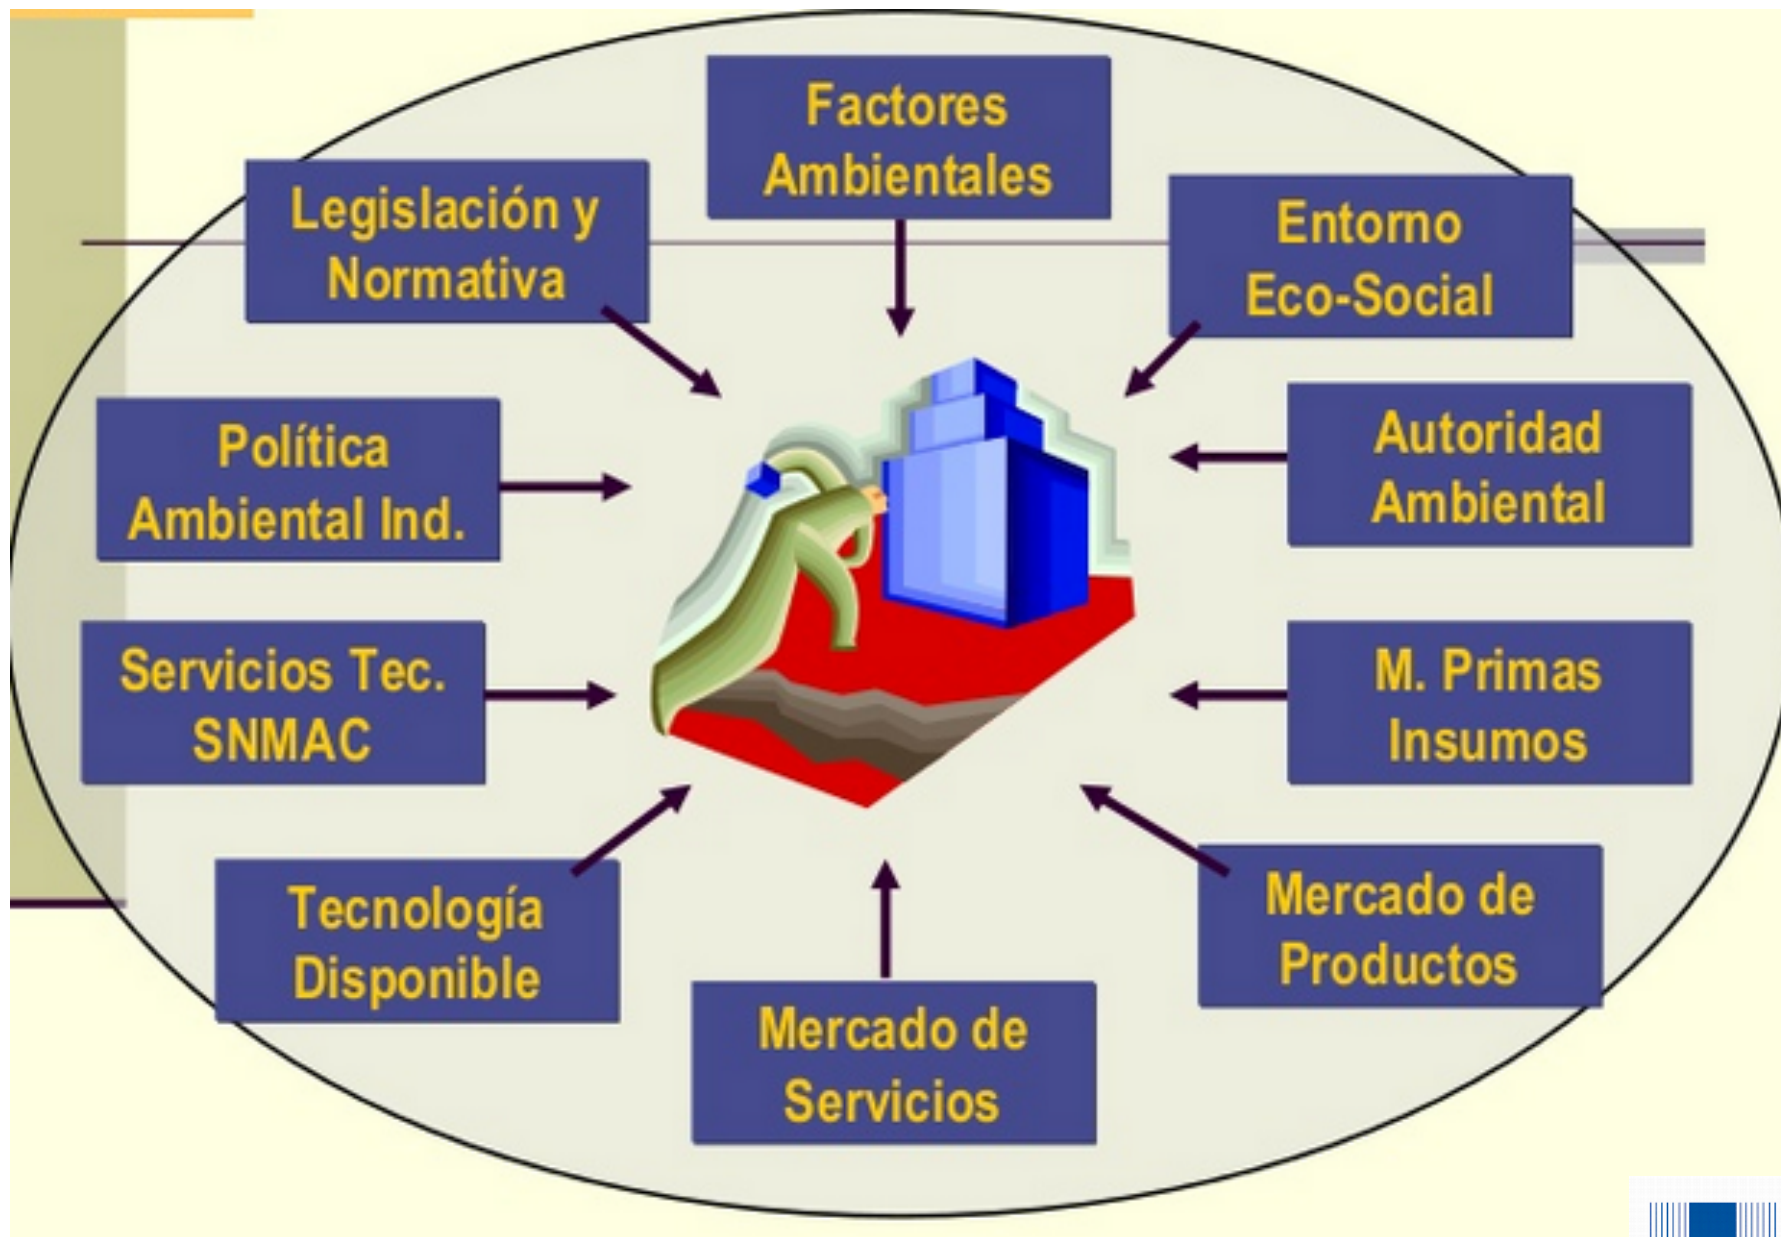 Factores
Ambientales
Legislación y
Normativa
Entorno
Eco-Social
Política
Ambiental Ind.
Autoridad
Ambiental
Servicios Tec.
SNMAC
M. Primas
Insumos
Tecnología
Disponible
Mercado de
Productos
Mercado de
Servicios